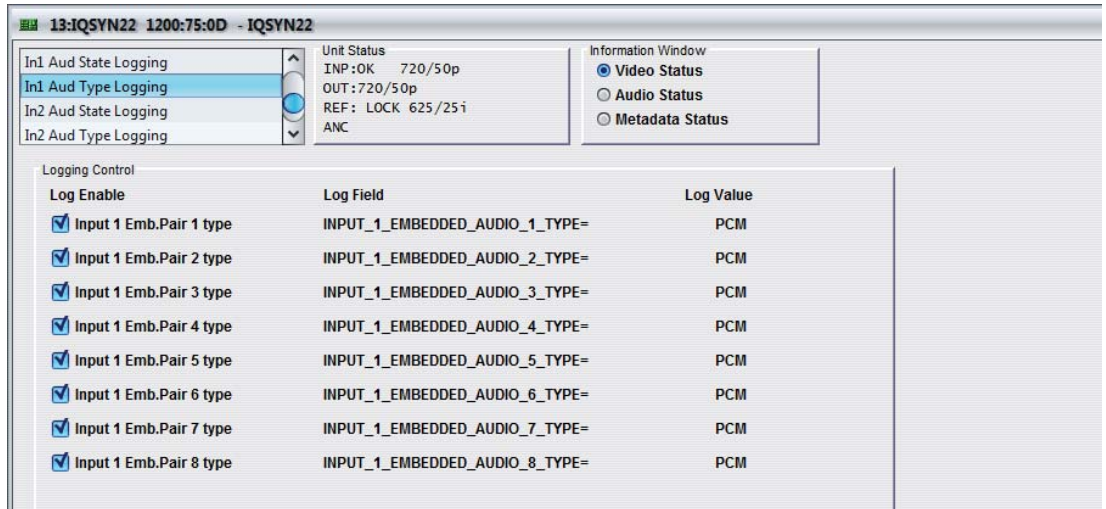 13:IQSYN22 1200:75:0D - IQSYN22
In1 Aud State Logging
In1 Aud Type Logging
In2 Aud State Logging
In2 Aud Type Logging
Unit Status
INP:OK 720/50p
OUT:720/50p
REF: LOCK 625/25i
ANC
Information Window
Video Status
Audio Status
Metadata Status
Logging Control
Log Enable Log Field Log Value
Input 1 Emb.Pair 1 type INPUT_1_EMBEDDED_AUDIO_1_TYPE= PCM
Input 1 Emb.Pair 2 type INPUT_1_EMBEDDED_AUDIO_2_TYPE= PCM
Input 1 Emb.Pair 3 type INPUT_1_EMBEDDED_AUDIO_3_TYPE= PCM
Input 1 Emb.Pair 4 type INPUT_1_EMBEDDED_AUDIO_4_TYPE= PCM
Input 1 Emb.Pair 5 type INPUT_1_EMBEDDED_AUDIO_5_TYPE= PCM
Input 1 Emb.Pair 6 type INPUT_1_EMBEDDED_AUDIO_6_TYPE= PCM
Input 1 Emb.Pair 7 type INPUT_1_EMBEDDED_AUDIO_7_TYPE= PCM
Input 1 Emb.Pair 8 type INPUT_1_EMBEDDED_AUDIO_8_TYPE= PCM